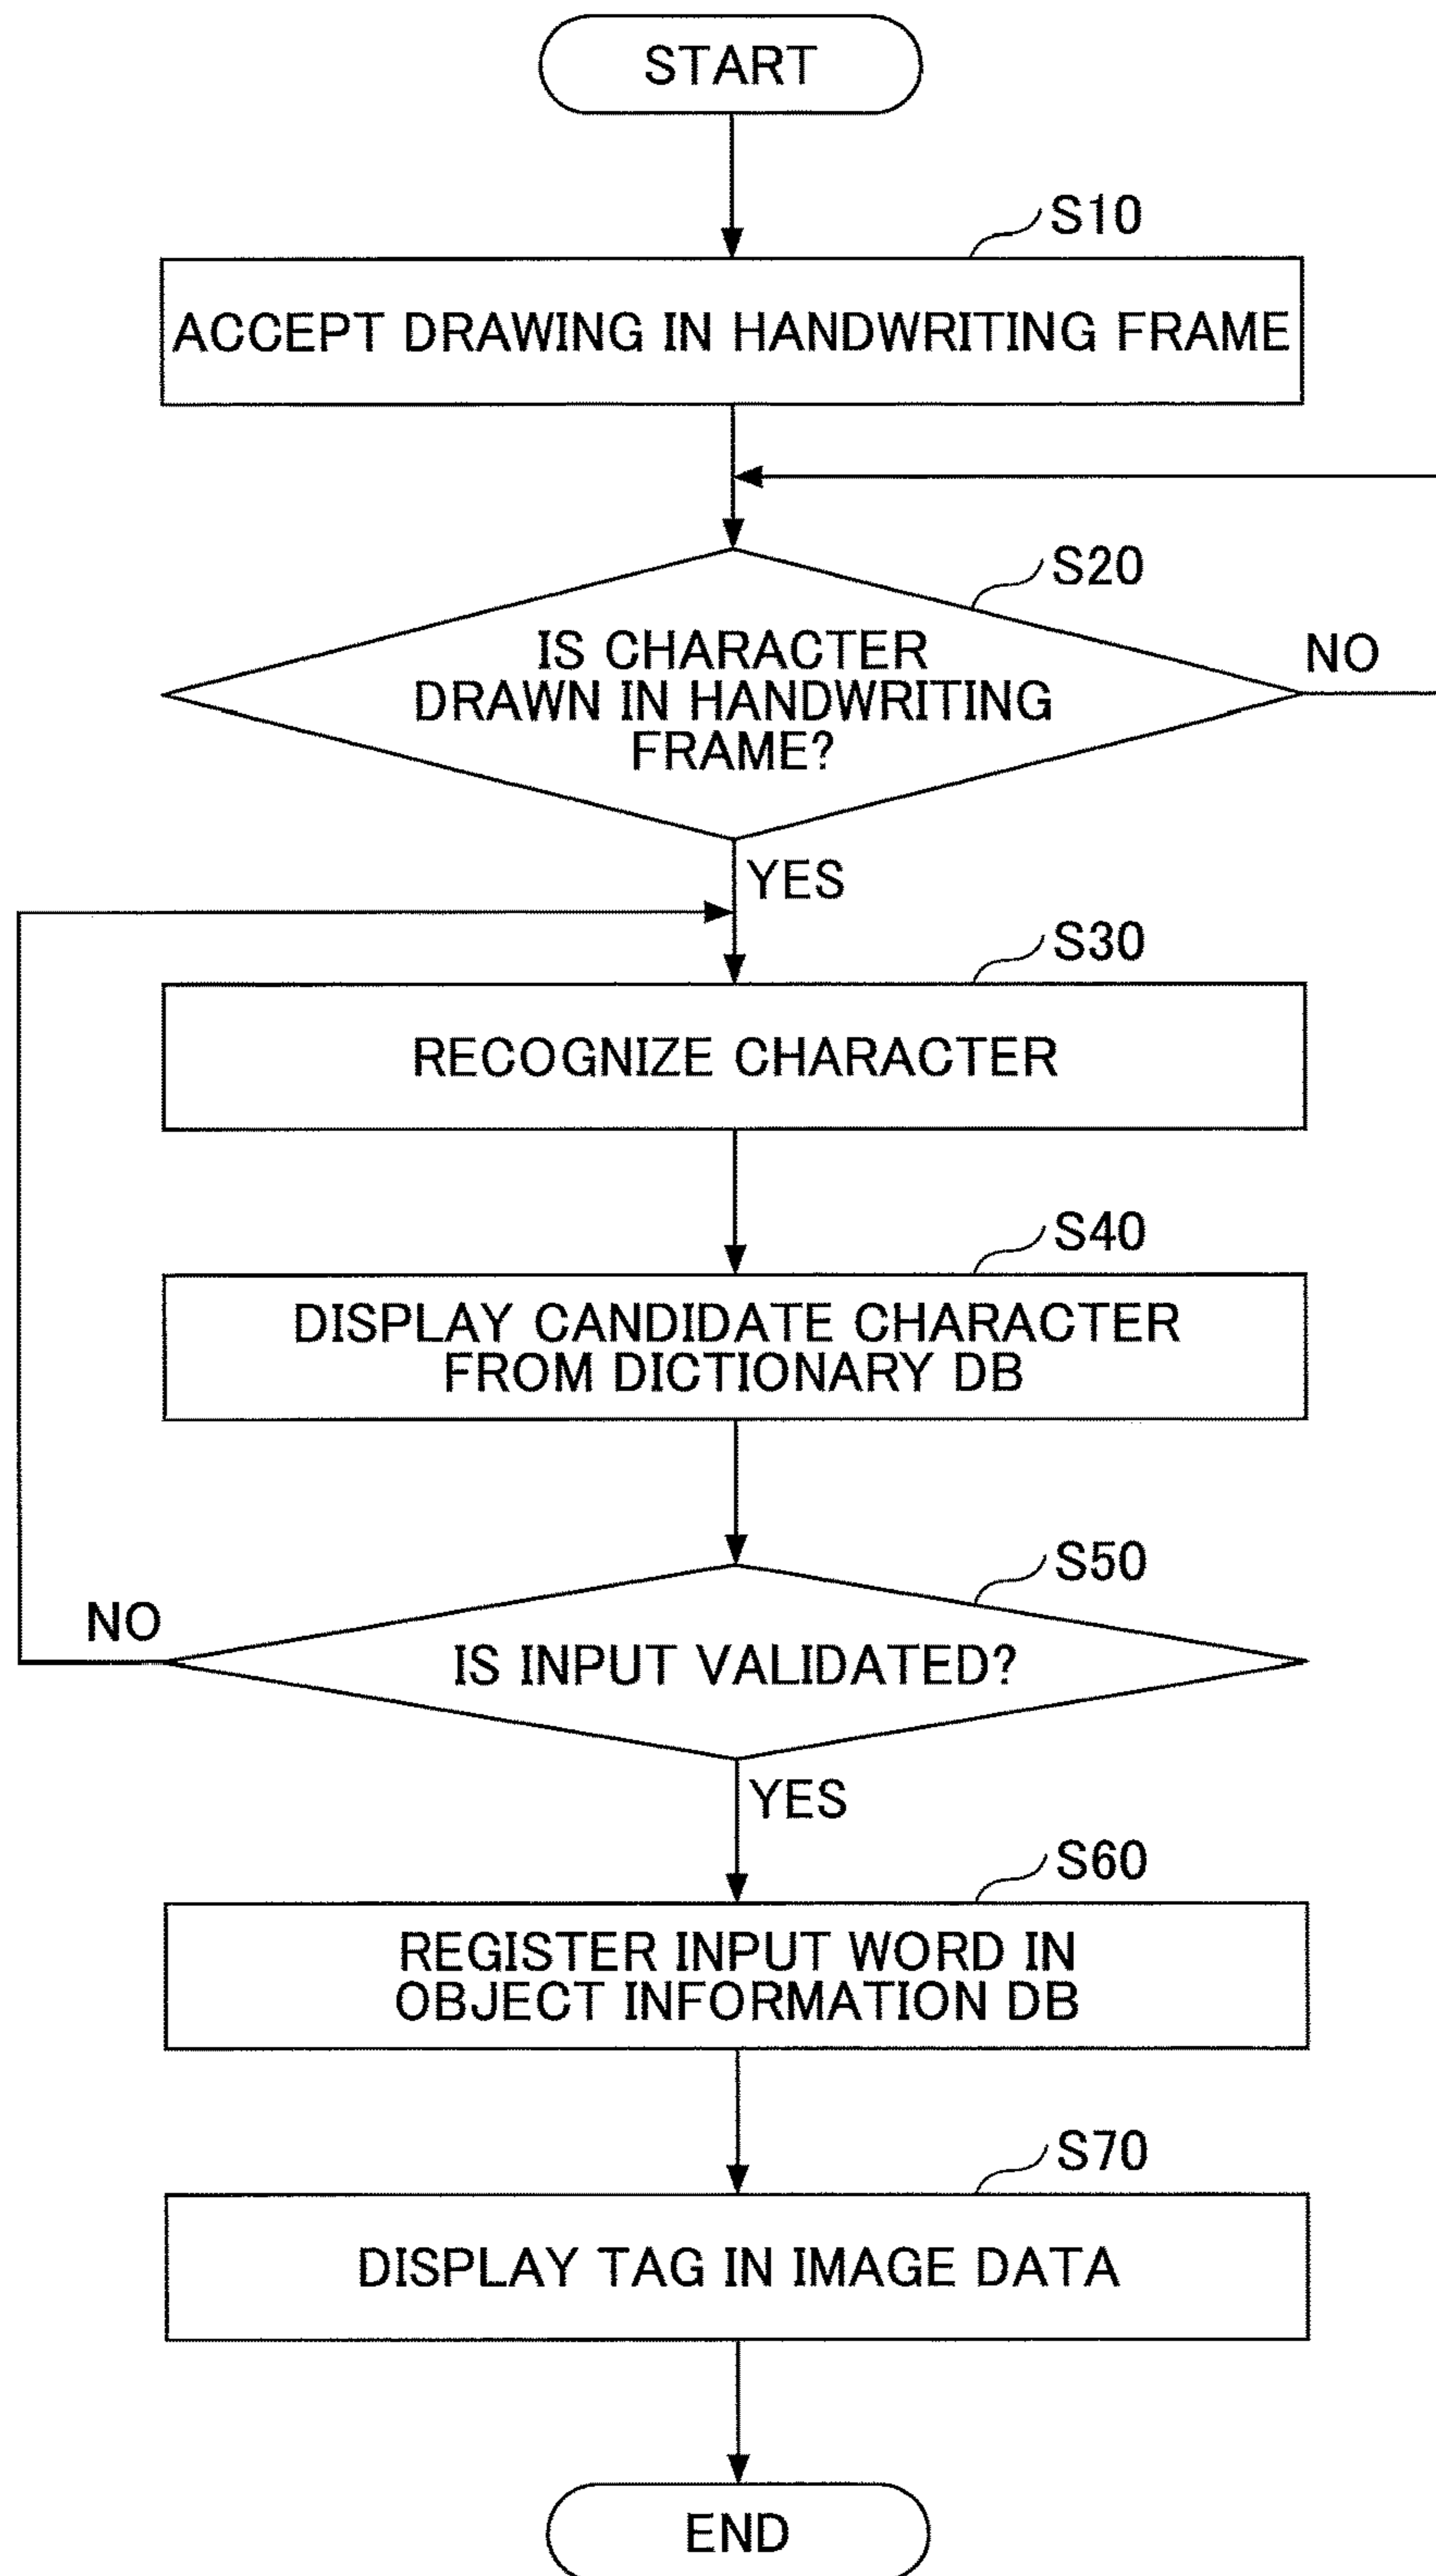 START
S10
ACCEPT DRAWING IN HANDWRITING FRAME
S20
IS CHARACTER
DRAWN IN HANDWRITING
FRAME?
NO
YES
S30
RECOGNIZE CHARACTER
S40
DISPLAY CANDIDATE CHARACTER
FROM DICTIONARY DB
S50
NO
IS INPUT VALIDATED?
YES
S60
REGISTER INPUT WORD IN
OBJECT INFORMATION DB
S70
DISPLAY TAG IN IMAGE DATA
END